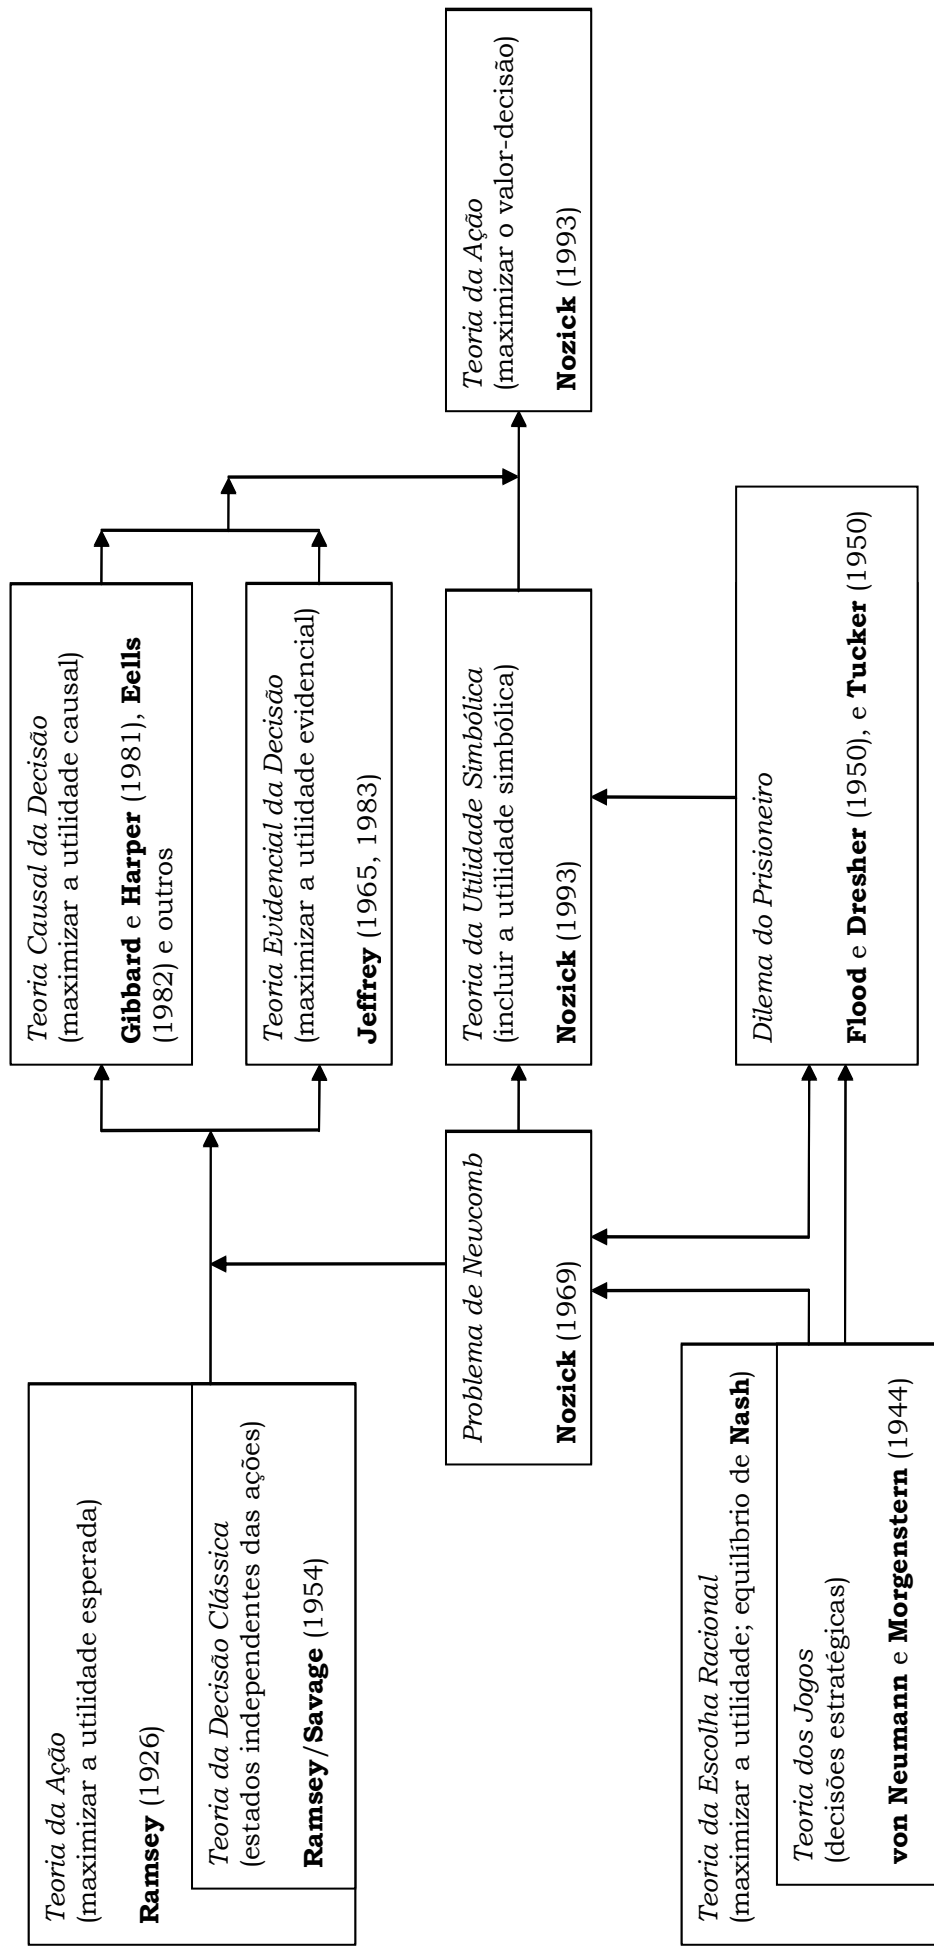 Teoria da Ação
(maximizar a utilidade esperada)
Ramsey (1926)
Teoria da Decisão Clássica
(estados independentes das ações)
Ramsey/Savage (1954)
Teoria da Escolha Racional
(maximizar a utilidade; equilíbrio de Nash)
Teoria dos Jogos
(decisões estratégicas)
von Neumann e Morgenstern (1944)
Problema de Newcomb
Nozick (1969)
Teoria Causal da Decisão
(maximizar a utilidade causal)
Gibbard e Harper (1981), Eells
(1982) e outros
Teoria Evidencial da Decisão
(maximizar a utilidade evidencial)
Jeffrey (1965, 1983)
Teoria da Utilidade Simbólica
(incluir a utilidade simbólica)
Nozick (1993)
Dilema do Prisioneiro
Flood e Dresher (1950), e Tucker (1950)
Teoria da Ação
(maximizar o valor-decisão)
Nozick (1993)